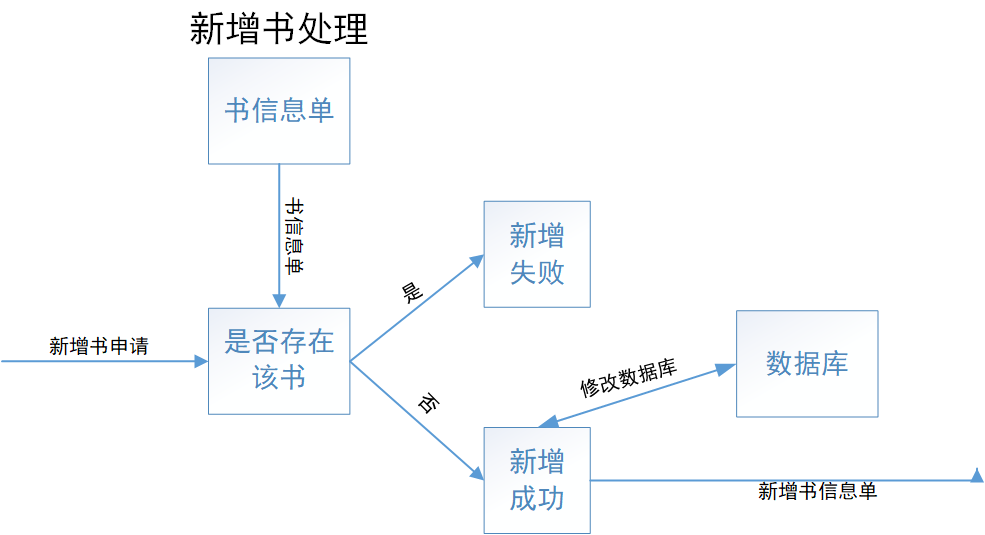 新增书处理
书信息单
书信息单
新增
失败
是
新增书申请
是否存在
该书
修改数据库
数据库
否
新增
成功
新增书信息单